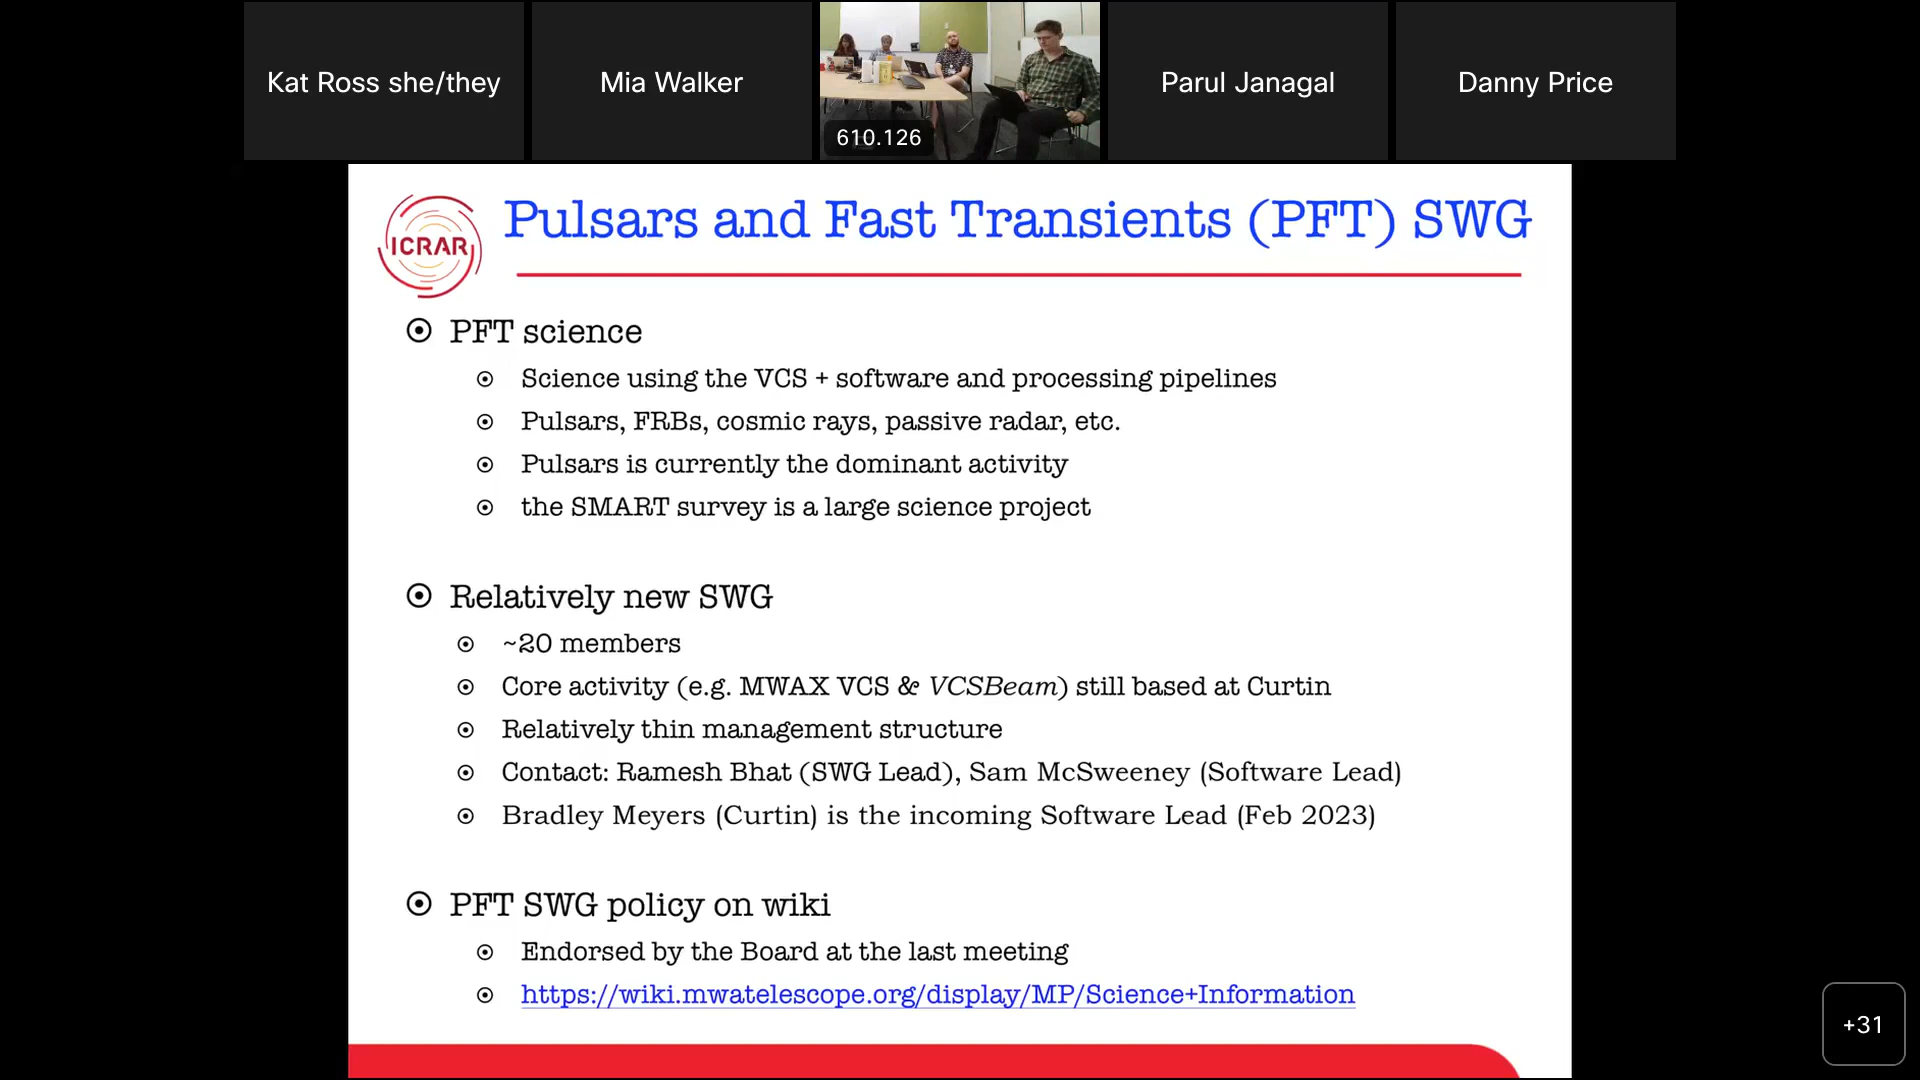 Kat Ross she/they
Mia Walker
610.126
Parul Janagal
Danny Price
ICRAR
Pulsars and Fast Transients (PFT) SWG
PFT science
Science using the VCS + software and processing pipelines
Pulsars, FRBs, cosmic rays, passive radar, etc.
Pulsars is currently the dominant activity
the SMART survey is a large science project
Relatively new SWG
~20 members
Core activity (e.g. MWAX VCS & VCSBeam) still based at Curtin
Relatively thin management structure
Contact: Ramesh Bhat (SWG Lead), Sam McSweeney (Software Lead)
Bradley Meyers (Curtin) is the incoming Software Lead (Feb 2023)
PFT SWG policy on wiki
Endorsed by the Board at the last meeting
https://wiki.mwatelescope.org/display/MP/Science+Information
+31